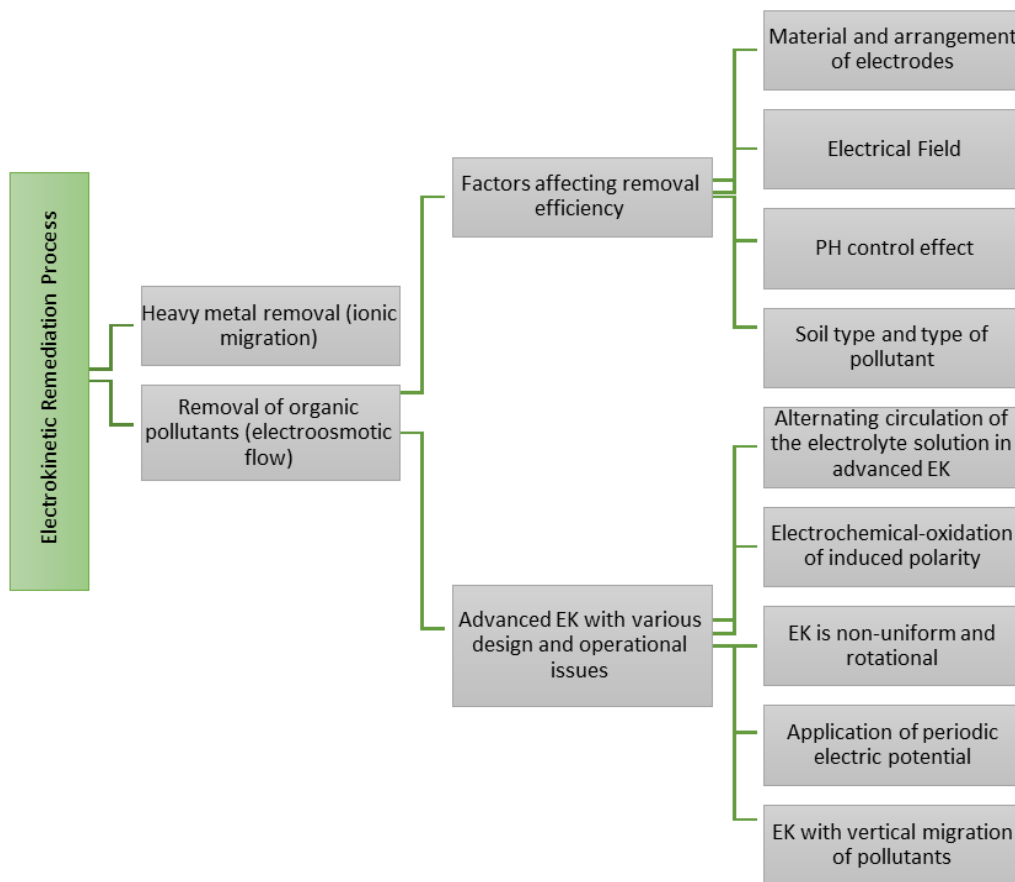 Electrokinetic Remediation Process
Heavy metal removal (ionic
migration)
Removal of organic
pollutants (electroosmotic
flow)
Factors affecting removal
efficiency
Material and arrangement
of electrodes
Electrical Field
PH control effect
Soil type and type of
pollutant
Advanced EK with various
design and operational
issues
Alternating circulation of
the electrolyte solution in
advanced EK
Electrochemical-oxidation
of induced polarity
EK is non-uniform and
rotational
Application of periodic
electric potential
EK with vertical migration
of pollutants